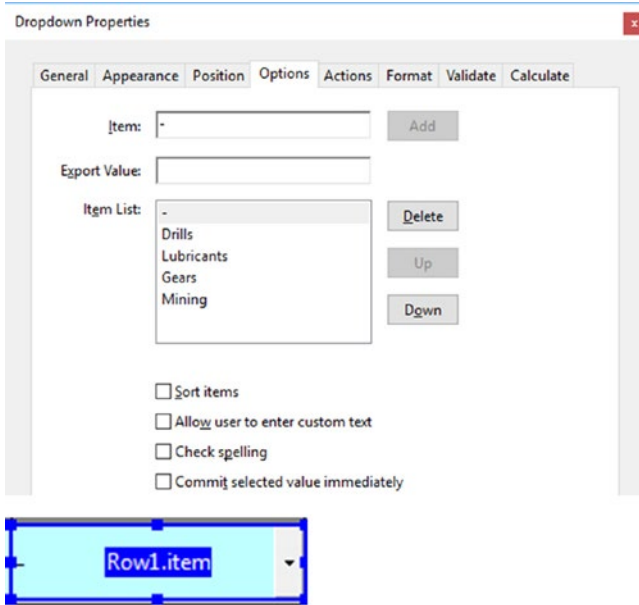 Dropdown Properties
x
General Appearance Position Options Actions Format Validate Calculate
Item: - Add
Export Value:
Item List: - Delete
Drills
Lubricants Up
Gears
Mining Down
Sort items
Allow user to enter custom text
Check spelling
Commit selected value immediately
- Row1.item